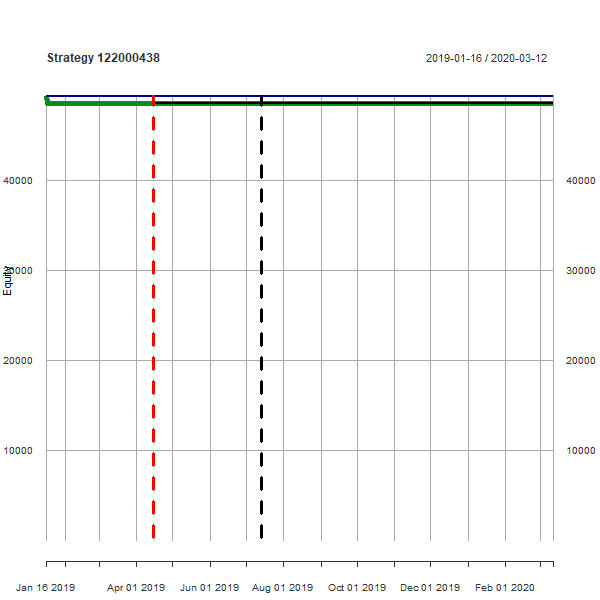 Strategy 122000438
2019-01-16 / 2020-03-12
40000
40000
Equity
30000
30000
20000
20000
10000
10000
Jan 16 2019
Apr 01 2019
Jun 01 2019
Aug 01 2019
Oct 01 2019
Dec 01 2019
Feb 01 2020